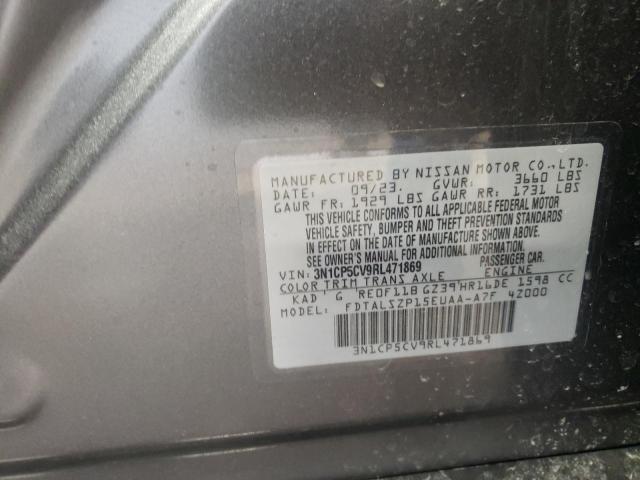 MANUFACTURED BY NISSAN MOTOR CO., LTD.
DATE: 09/23. GVWR: 3660 LBS
GAWR FR: 1929 LBS GAWR RR: 1731 LBS
THIS VEHICLE CONFORMS TO ALL APPLICABLE FEDERAL MOTOR
VEHICLE SAFETY, BUMPER AND THEFT PREVENTION STANDARDS
IN EFFECT ON THE DATE OF MANUFACTURE SHOWN ABOVE.
SEE OWNER'S MANUAL FOR ADDITIONAL INFORMATION.
VIN: 3N1CP5CV9RL471869 PASSENGER CAR.
COLOR TRIM TRANS AXLE ENGINE
KAD G RE0F11B GZ39 HR16DE 1598 CC
MODEL: FDTALSZP15EUAA-A7F 42000
3N1CP5CV9RL471869